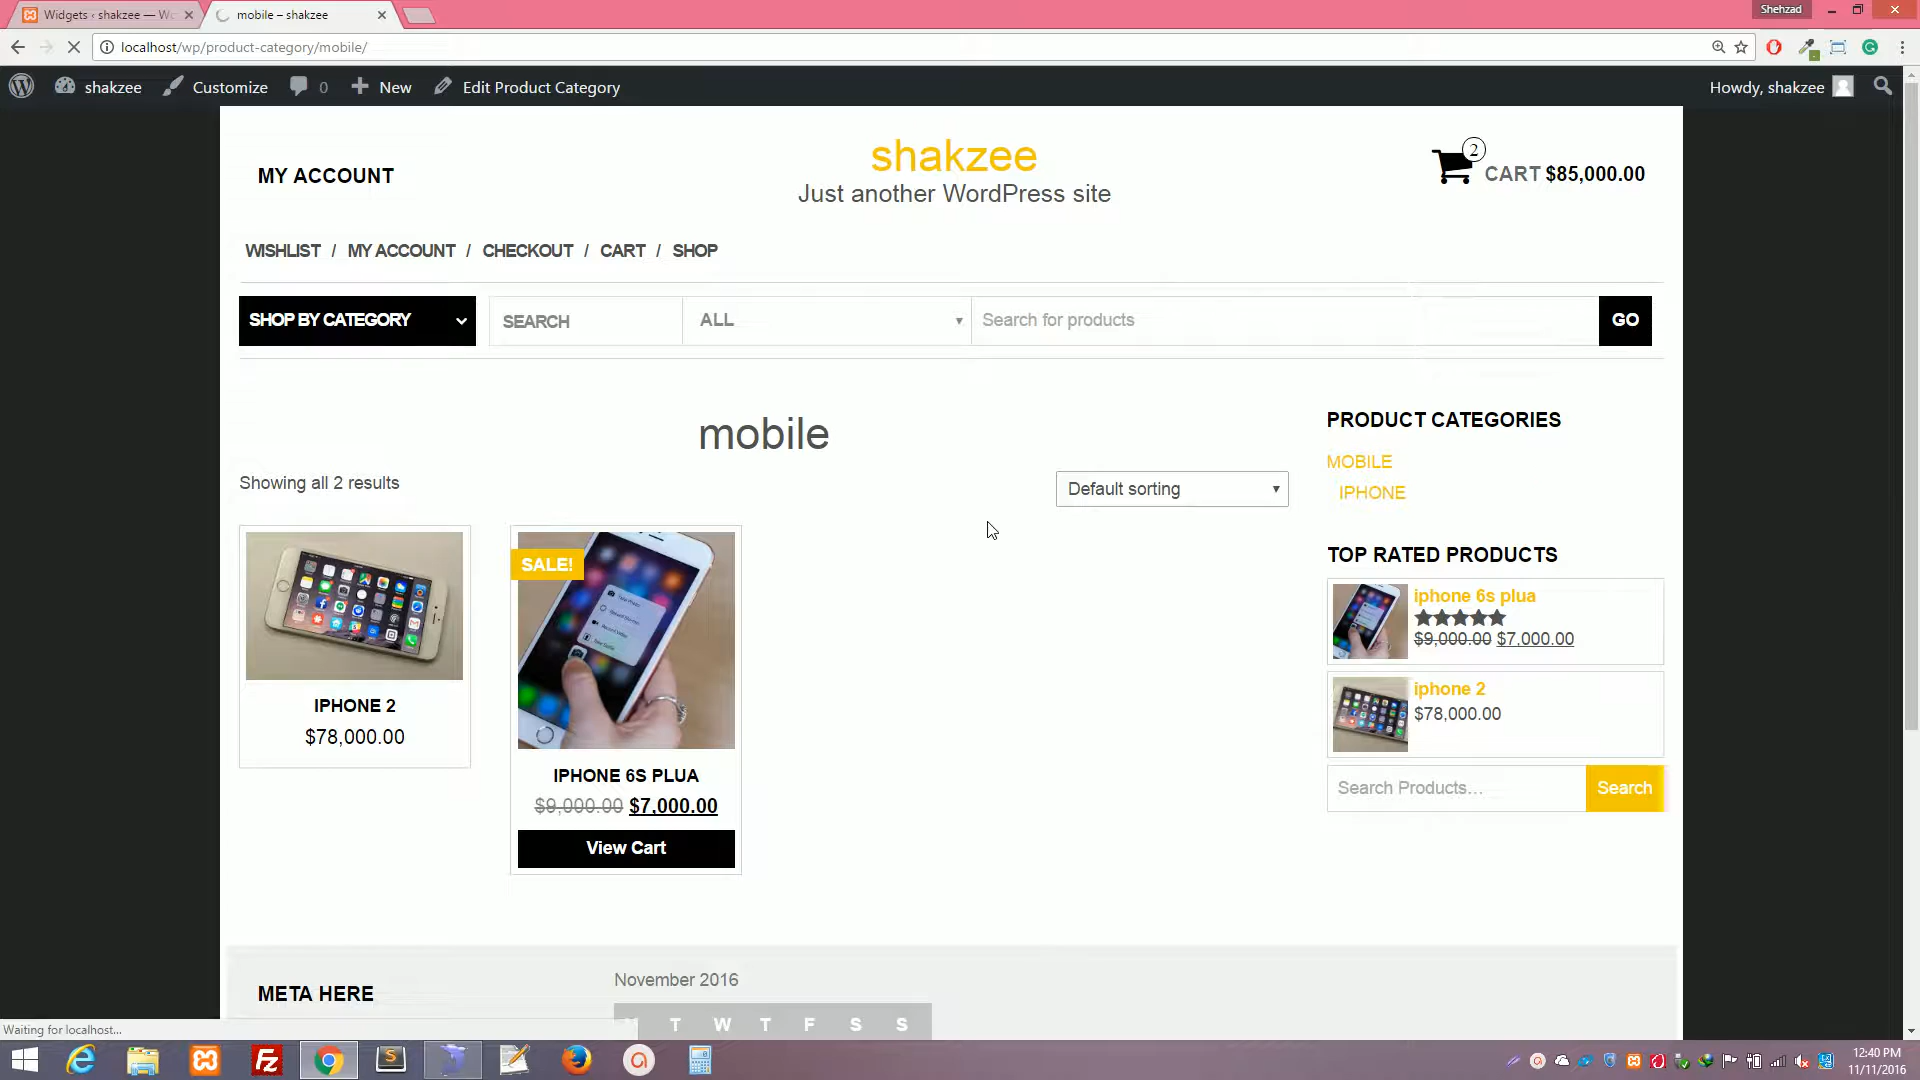 Widgets ‹ shakzee — Wo
mobile – shakzee
Shehzad
localhost/wp/product-category/mobile/
shakzee
Customize
0
New
Edit Product Category
Howdy, shakzee
MY ACCOUNT
shakzee
Just another WordPress site
2
CART $85,000.00
WISHLIST / MY ACCOUNT / CHECKOUT / CART / SHOP
SHOP BY CATEGORY
SEARCH
ALL
Search for products
GO
mobile
Showing all 2 results
Default sorting
SALE!
IPHONE 2
$78,000.00
IPHONE 6S PLUA
$9,000.00 $7,000.00
View Cart
PRODUCT CATEGORIES
MOBILE
IPHONE
TOP RATED PRODUCTS
iphone 6s plua
$9,000.00 $7,000.00
iphone 2
$78,000.00
Search Products…
Search
META HERE
November 2016
T W T F S S
Waiting for localhost...
12:40 PM
11/11/2016